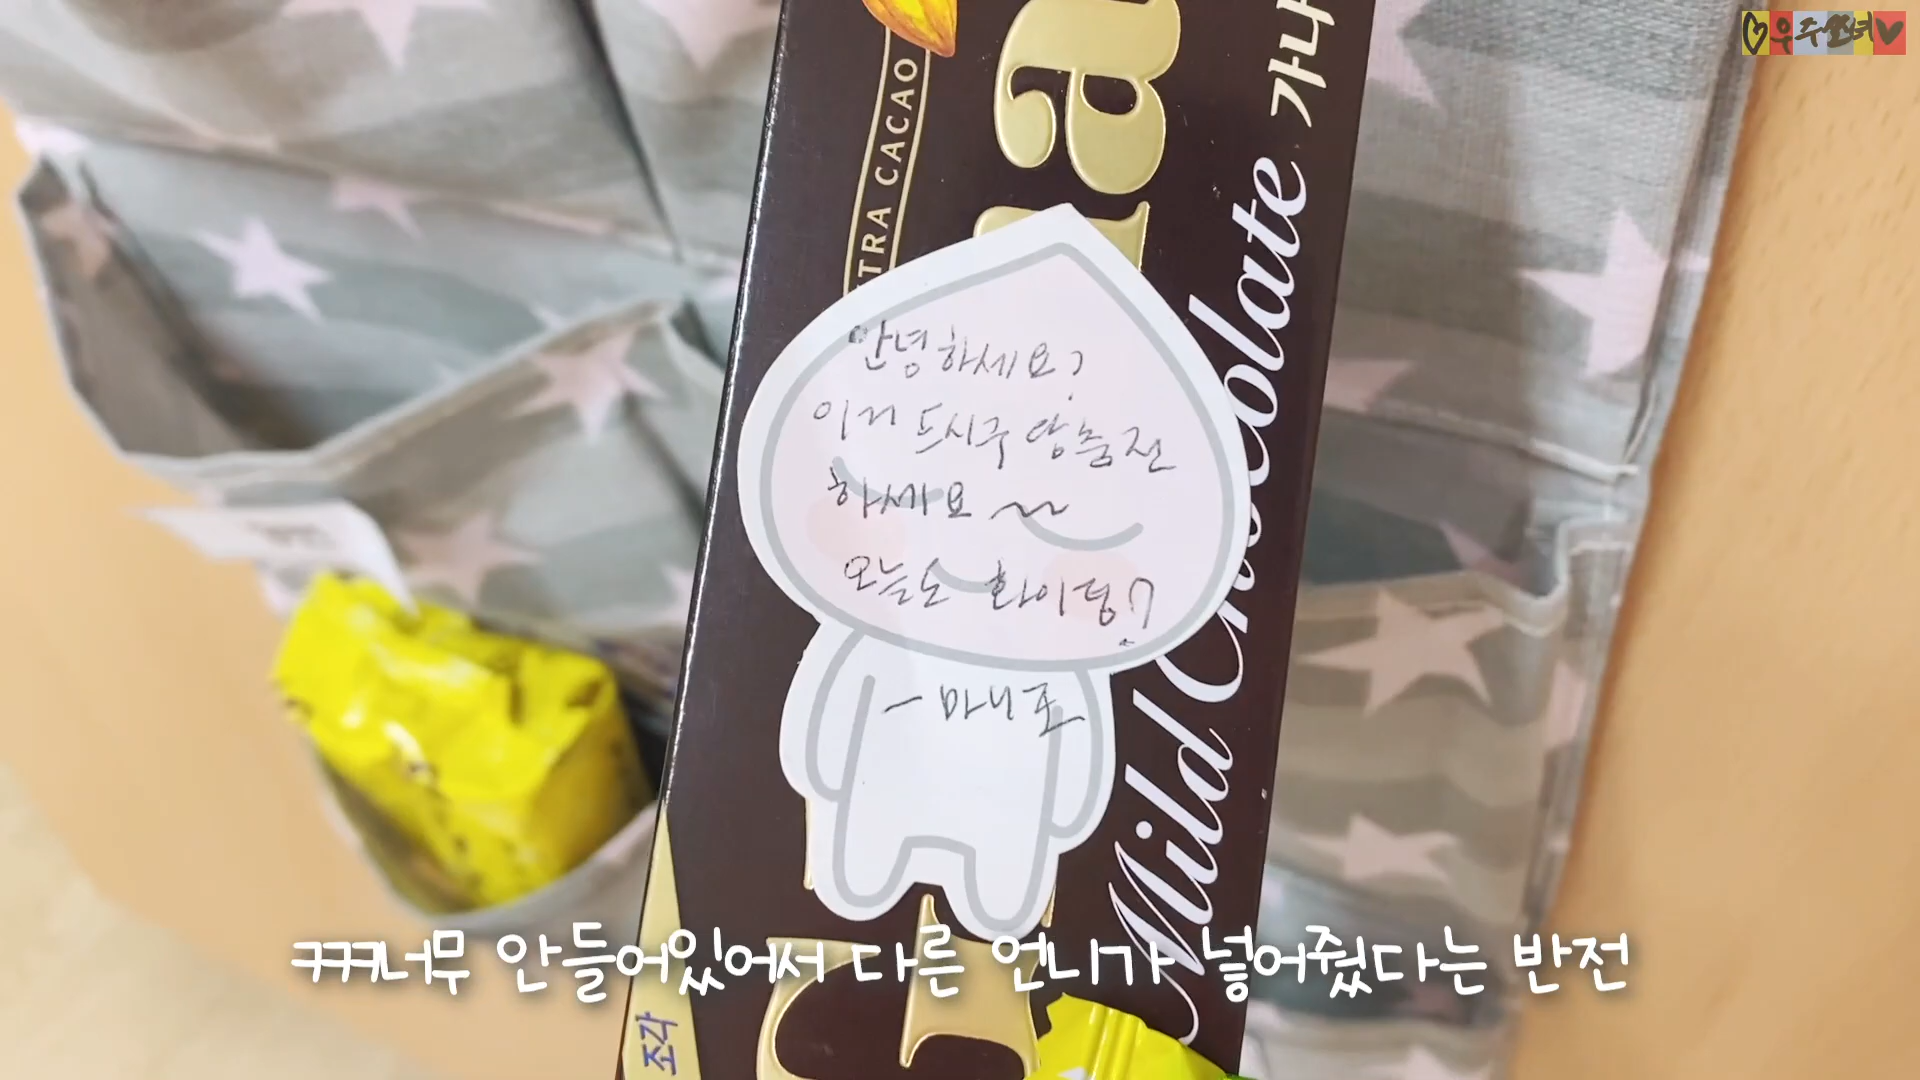 우주쏘녀
가나
EXTRA CACAO
Mild Chocolate
안녕하세요?
이거 드시구 당충전
하세요~~
오늘도 화이팅!!
- 마니또
조각
ㅋㅋ너무 안들어있어서 다른 언니가 넣어줬다는 반전